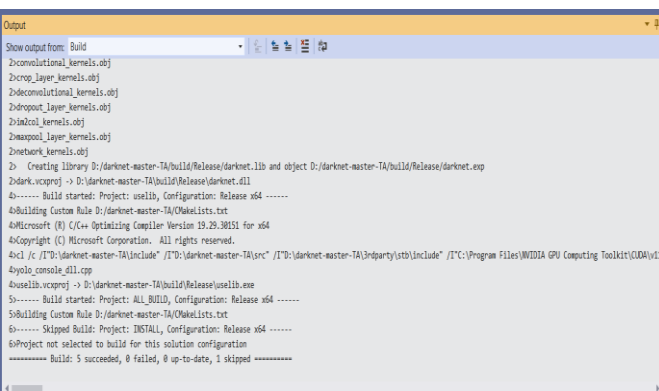 Output
Show output from: Build
2>convolutional_kernels.obj
2>crop_layer_kernels.obj
2>deconvolutional_kernels.obj
2>dropout_layer_kernels.obj
2>im2col_kernels.obj
2>maxpool_layer_kernels.obj
2>network_kernels.obj
2>   Creating library D:/darknet-master-TA/build/Release/darknet.lib and object D:/darknet-master-TA/build/Release/darknet.exp
2>dark.vcxproj -> D:\darknet-master-TA\build\Release\darknet.dll
4>------ Build started: Project: uselib, Configuration: Release x64 ------
4>Building Custom Rule D:/darknet-master-TA/CMakeLists.txt
4>Microsoft (R) C/C++ Optimizing Compiler Version 19.29.30151 for x64
4>Copyright (C) Microsoft Corporation.  All rights reserved.
4>cl /c /I"D:\darknet-master-TA\include" /I"D:\darknet-master-TA\src" /I"D:\darknet-master-TA\3rdparty\stb\include" /I"C:\Program Files\NVIDIA GPU Computing Toolkit\CUDA\v1
4>yolo_console_dll.cpp
4>uselib.vcxproj -> D:\darknet-master-TA\build\Release\uselib.exe
5>------ Build started: Project: ALL_BUILD, Configuration: Release x64 ------
5>Building Custom Rule D:/darknet-master-TA/CMakeLists.txt
6>------ Skipped Build: Project: INSTALL, Configuration: Release x64 ------
6>Project not selected to build for this solution configuration
========== Build: 5 succeeded, 0 failed, 0 up-to-date, 1 skipped ==========